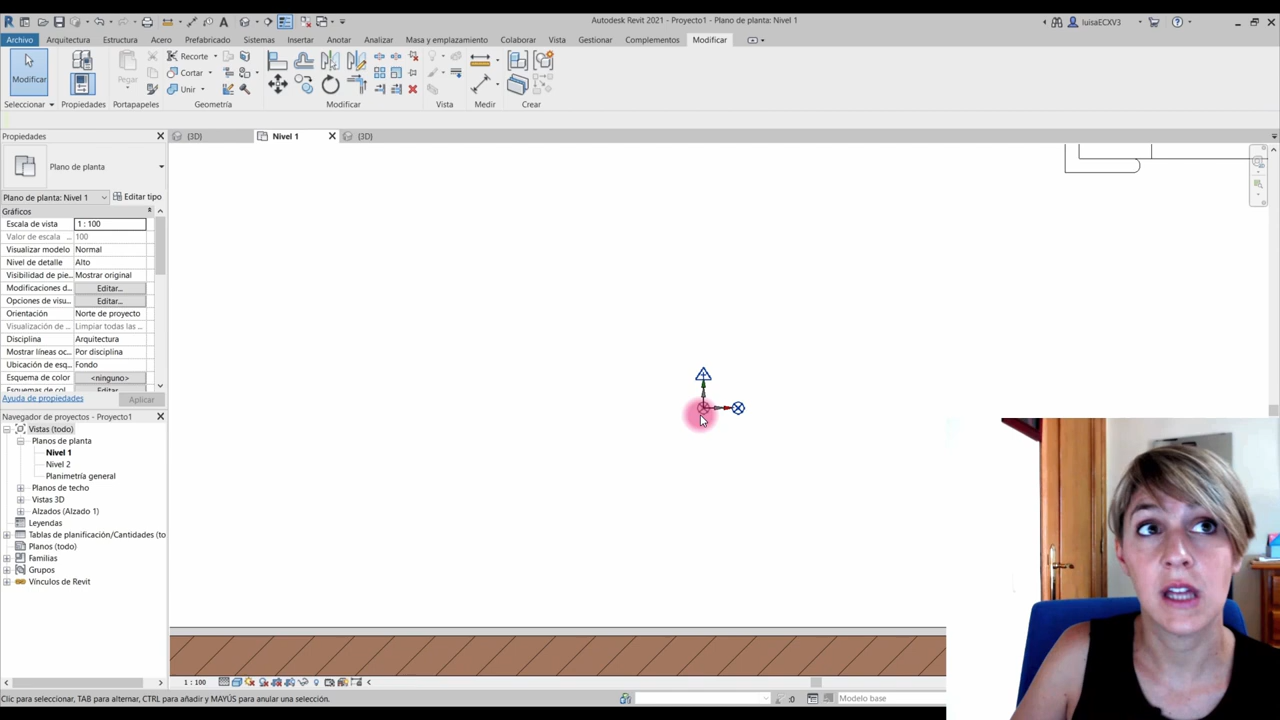 Autodesk Revit 2021 - Proyecto1 - Plano de planta: Nivel 1
luisaECXV3
Archivo Arquitectura Estructura Acero Prefabricado Sistemas Insertar Anotar Analizar Masa y emplazamiento Colaborar Vista Gestionar Complementos Modificar
Modificar
Pegar
Recorte
Cortar
Unir
Seleccionar Propiedades Portapapeles Geometría Modificar Vista Medir Crear
Propiedades
{3D} Nivel 1 {3D}
Plano de planta
Plano de planta: Nivel 1 Editar tipo
Gráficos
Escala de vista 1 : 100
Valor de escala ... 100
Visualizar modelo Normal
Nivel de detalle Alto
Visibilidad de pie... Mostrar original
Modificaciones d... Editar...
Opciones de visu... Editar...
Orientación Norte de proyecto
Visualización de ... Limpiar todas las ...
Disciplina Arquitectura
Mostrar líneas oc... Por disciplina
Ubicación de esq... Fondo
Esquema de color <ninguno>
Ayuda de propiedades Aplicar
Navegador de proyectos - Proyecto1
Vistas (todo)
Planos de planta
Nivel 1
Nivel 2
Planimetría general
Planos de techo
Vistas 3D
Alzados (Alzado 1)
Leyendas
Tablas de planificación/Cantidades (to
Planos (todo)
Familias
Grupos
Vínculos de Revit
1 : 100
Clic para seleccionar, TAB para alternar, CTRL para añadir y MAYÚS para anular una selección.
:0
Modelo base